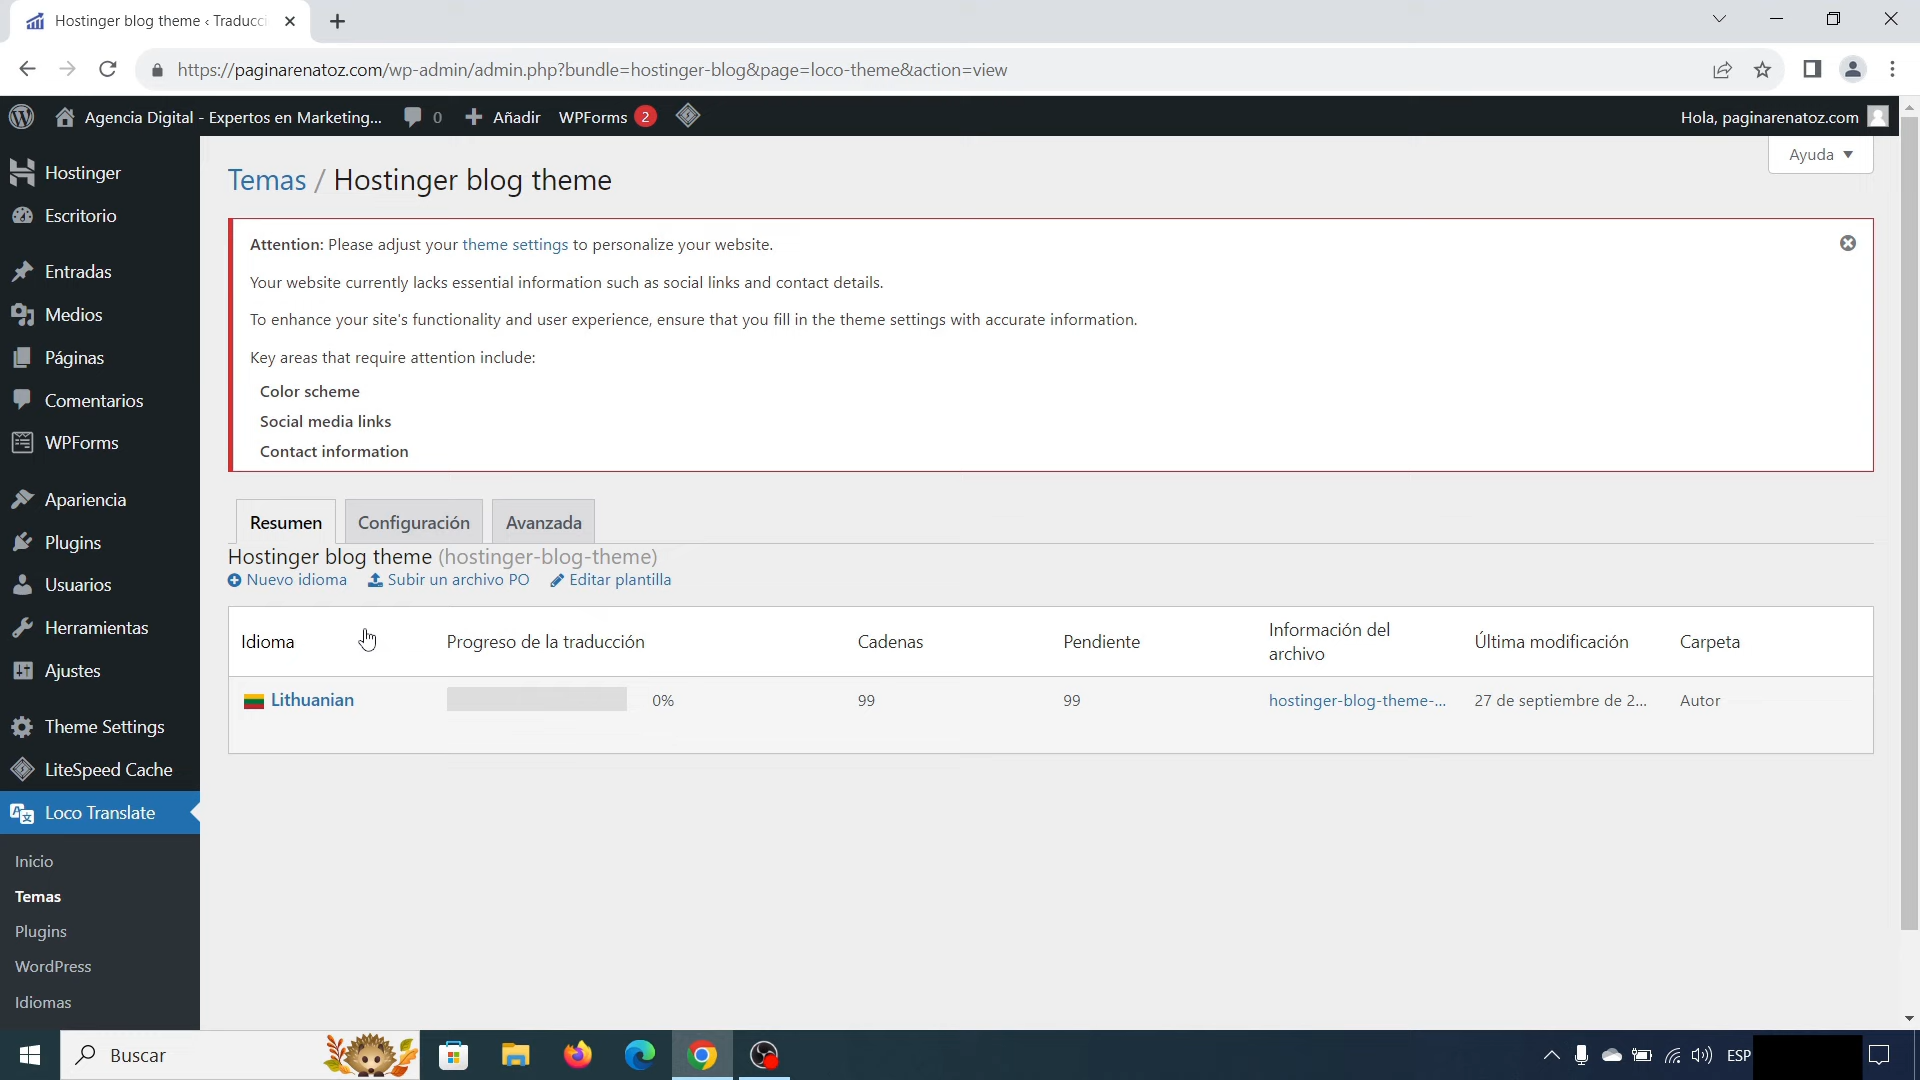 Hostinger blog theme ‹ Traducci
https://paginarenatoz.com/wp-admin/admin.php?bundle=hostinger-blog&page=loco-theme&action=view
Agencia Digital - Expertos en Marketing... 0 Añadir WPForms 2
Hola, paginarenatoz.com
Ayuda
Hostinger
Escritorio
Entradas
Medios
Páginas
Comentarios
WPForms
Apariencia
Plugins
Usuarios
Herramientas
Ajustes
Theme Settings
LiteSpeed Cache
Loco Translate
Inicio
Temas
Plugins
WordPress
Idiomas
Temas / Hostinger blog theme
Attention: Please adjust your theme settings to personalize your website.
Your website currently lacks essential information such as social links and contact details.
To enhance your site's functionality and user experience, ensure that you fill in the theme settings with accurate information.
Key areas that require attention include:
Color scheme
Social media links
Contact information
Resumen Configuración Avanzada
Hostinger blog theme (hostinger-blog-theme)
Nuevo idioma Subir un archivo PO Editar plantilla
Idioma Progreso de la traducción Cadenas Pendiente Información del archivo Última modificación Carpeta
Lithuanian 0% 99 99 hostinger-blog-theme-... 27 de septiembre de 2... Autor
Buscar
ESP